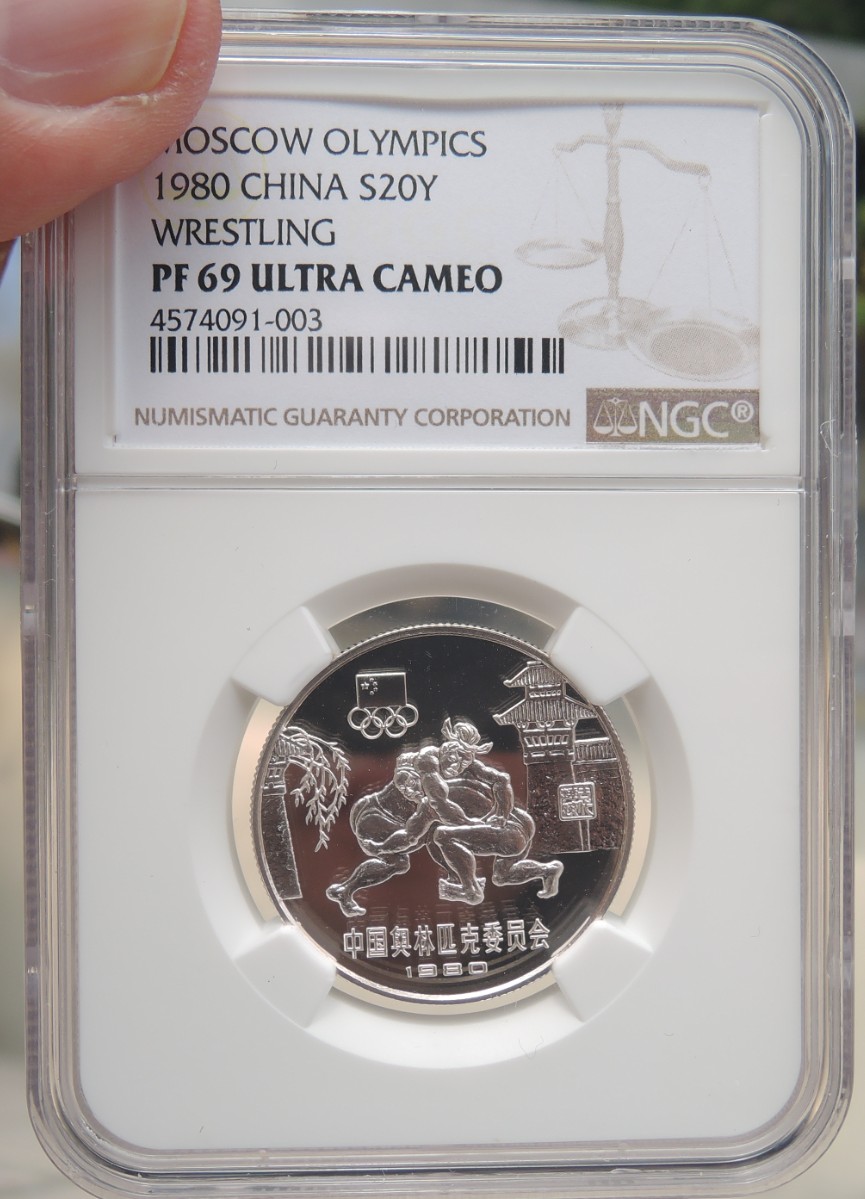 MOSCOW OLYMPICS
1980 CHINA S20Y
WRESTLING
PF 69 ULTRA CAMEO
4574091-003
NUMISMATIC GUARANTY CORPORATION
NGC®
中国奥林匹克委员会
1980